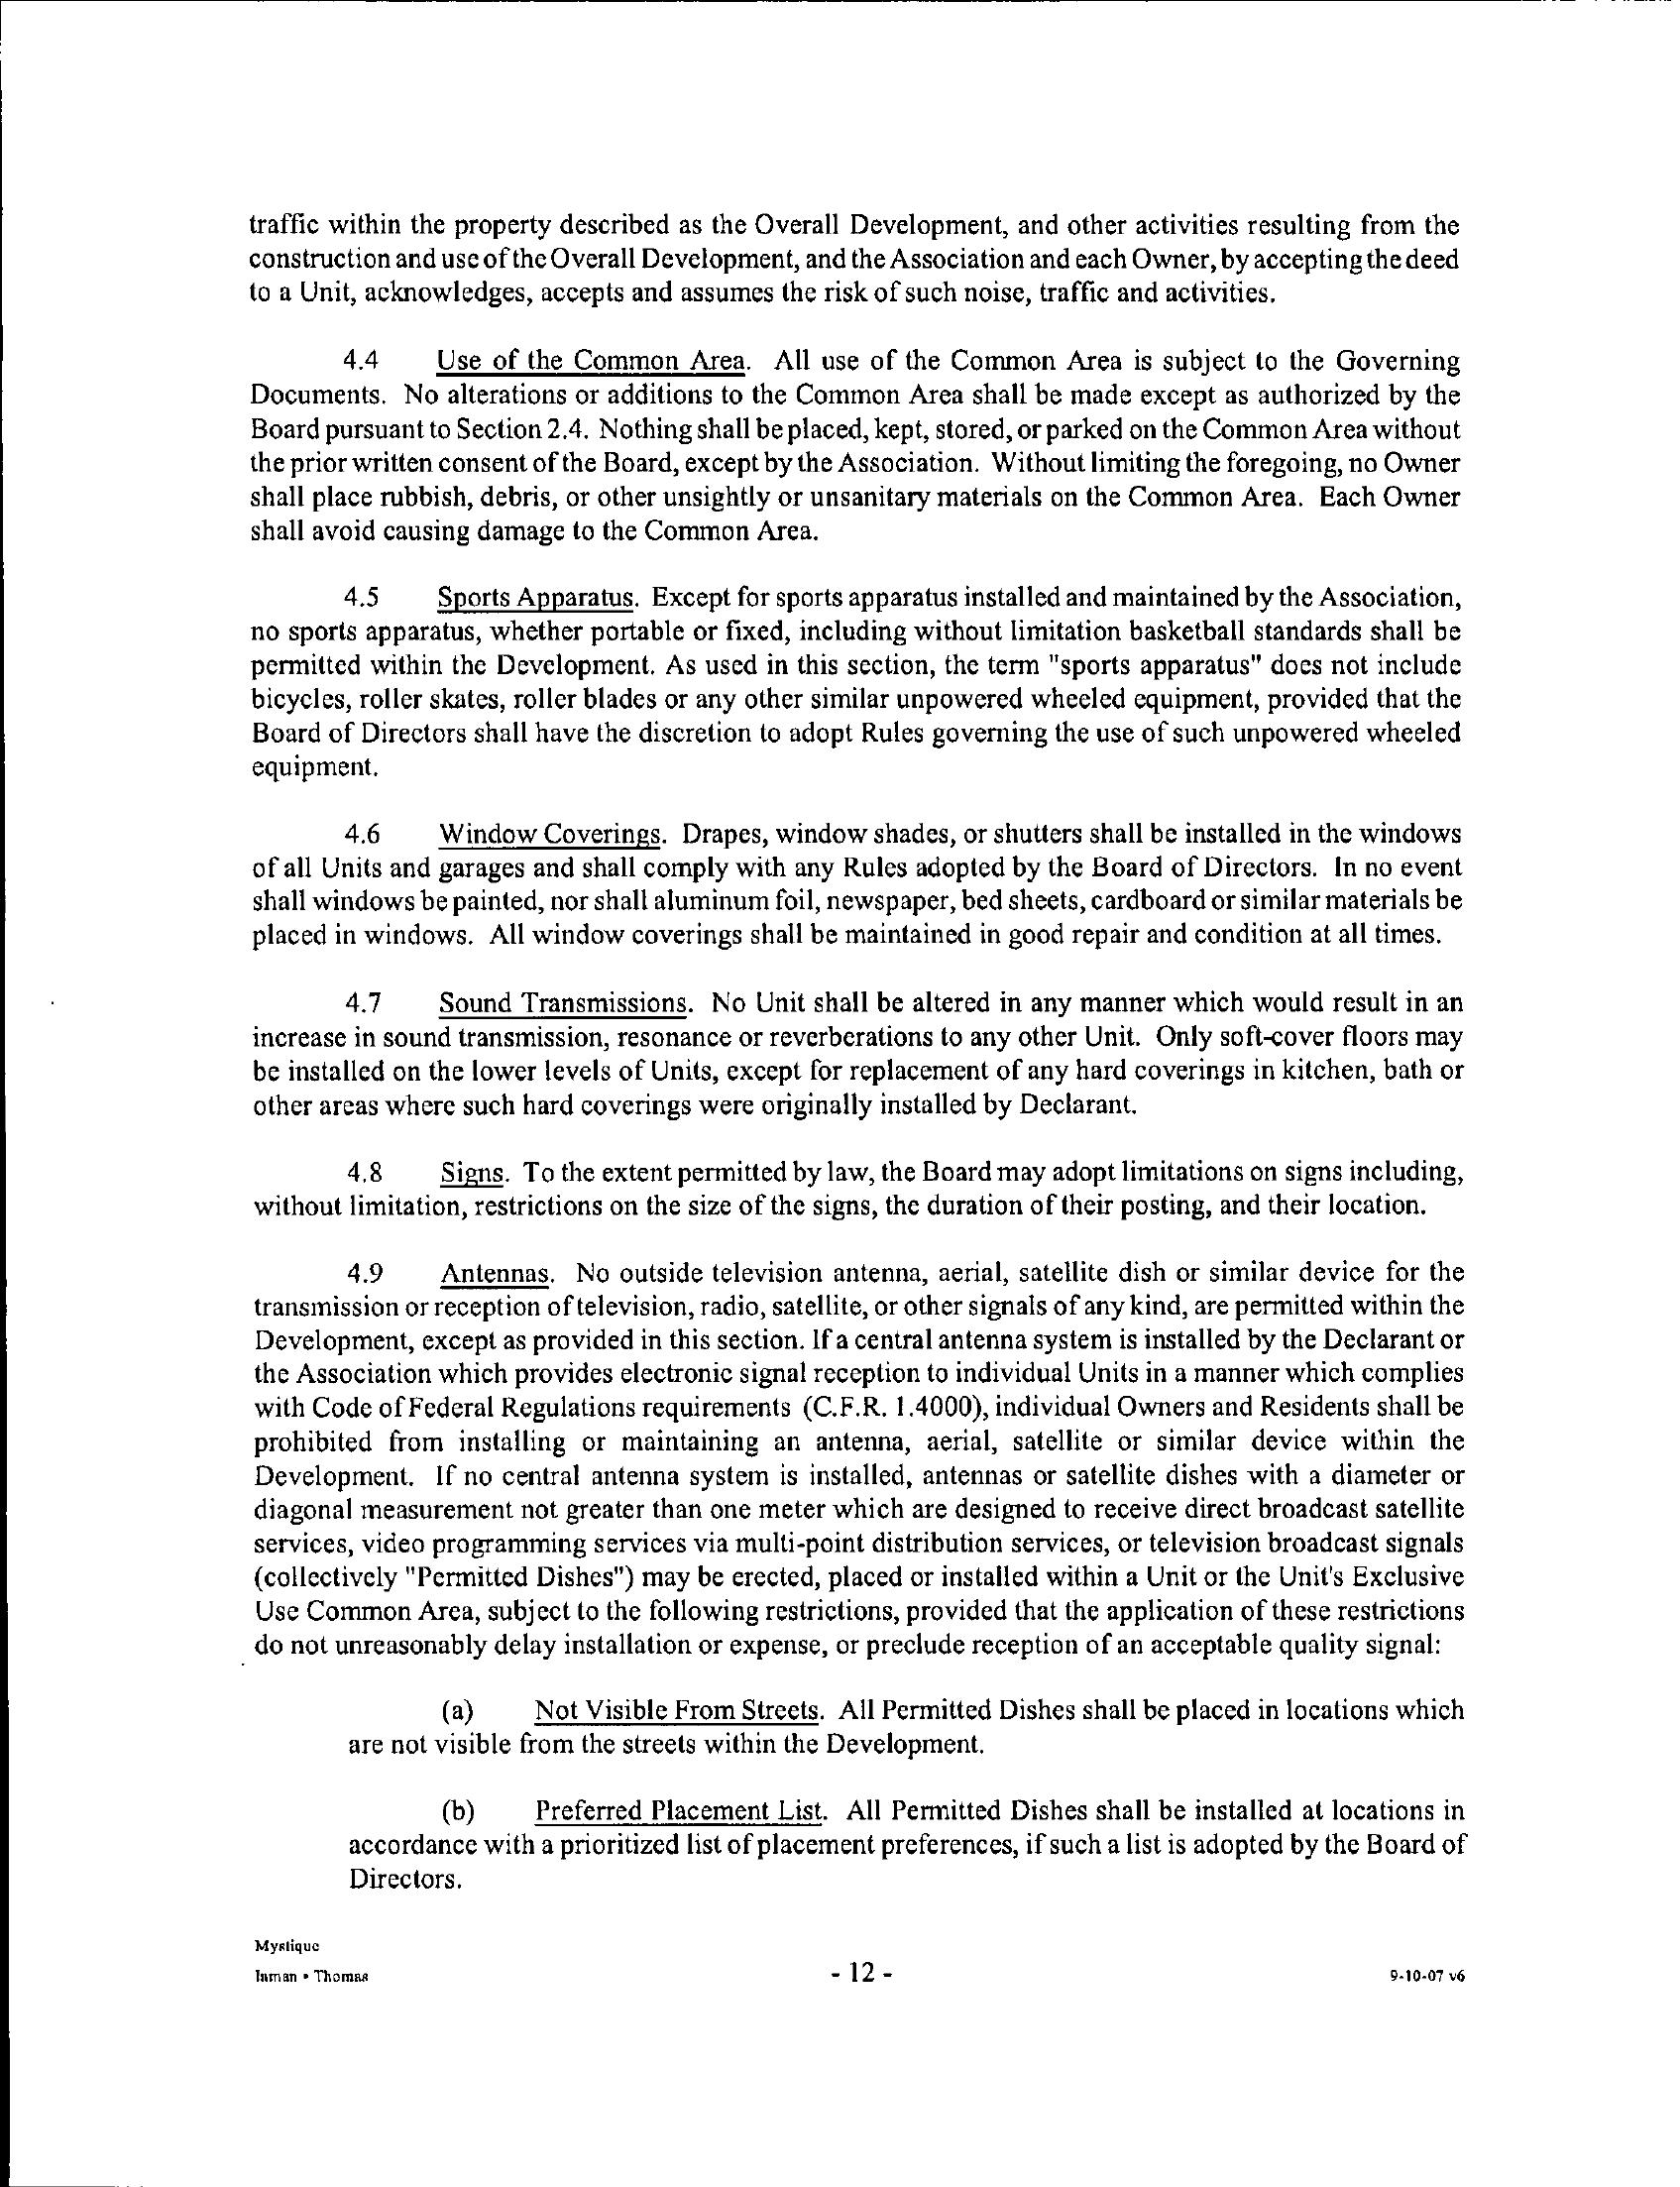 traffic within the property described as the Overall Development, and other activities resulting from the
construction and use of the Overall Development, and the Association and each Owner, by accepting the deed
to a Unit, acknowledges, accepts and assumes the risk of such noise, traffic and activities.
4.4 Use of the Common Area. All use of the Common Area is subject to the Governing
Documents. No alterations or additions to the Common Area shall be made except as authorized by the
Board pursuant to Section 2.4. Nothing shall be placed, kept, stored, or parked on the Common Area without
the prior written consent of the Board, except by the Association. Without limiting the foregoing, no Owner
shall place rubbish, debris, or other unsightly or unsanitary materials on the Common Area. Each Owner
shall avoid causing damage to the Common Area.
4.5 Sports Apparatus. Except for sports apparatus installed and maintained by the Association,
no sports apparatus, whether portable or fixed, including without limitation basketball standards shall be
permitted within the Development. As used in this section, the term "sports apparatus" does not include
bicycles, roller skates, roller blades or any other similar unpowered wheeled equipment, provided that the
Board of Directors shall have the discretion to adopt Rules governing the use of such unpowered wheeled
equipment.
4.6 Window Coverings. Drapes, window shades, or shutters shall be installed in the windows
of all Units and garages and shall comply with any Rules adopted by the Board of Directors. In no event
shall windows be painted, nor shall aluminum foil, newspaper, bed sheets, cardboard or similar materials be
placed in windows. All window coverings shall be maintained in good repair and condition at all times.
4.7 Sound Transmissions. No Unit shall be altered in any manner which would result in an
increase in sound transmission, resonance or reverberations to any other Unit. Only soft-cover floors may
be installed on the lower levels of Units, except for replacement of any hard coverings in kitchen, bath or
other areas where such hard coverings were originally installed by Declarant.
4.8 Signs. To the extent permitted by law, the Board may adopt limitations on signs including,
without limitation, restrictions on the size of the signs, the duration of their posting, and their location.
4.9 Antennas. No outside television antenna, aerial, satellite dish or similar device for the
transmission or reception of television, radio, satellite, or other signals of any kind, are permitted within the
Development, except as provided in this section. If a central antenna system is installed by the Declarant or
the Association which provides electronic signal reception to individual Units in a manner which complies
with Code of Federal Regulations requirements (C.F.R. 1.4000), individual Owners and Residents shall be
prohibited from installing or maintaining an antenna, aerial, satellite or similar device within the
Development. If no central antenna system is installed, antennas or satellite dishes with a diameter or
diagonal measurement not greater than one meter which are designed to receive direct broadcast satellite
services, video programming services via multi-point distribution services, or television broadcast signals
(collectively "Permitted Dishes") may be erected, placed or installed within a Unit or the Unit's Exclusive
Use Common Area, subject to the following restrictions, provided that the application of these restrictions
do not unreasonably delay installation or expense, or preclude reception of an acceptable quality signal:
(a) Not Visible From Streets. All Permitted Dishes shall be placed in locations which
are not visible from the streets within the Development.
(b) Preferred Placement List. All Permitted Dishes shall be installed at locations in
accordance with a prioritized list of placement preferences, if such a list is adopted by the Board of
Directors.
Mystique
Inman • Thomas
- 12 -
9-10-07 v6